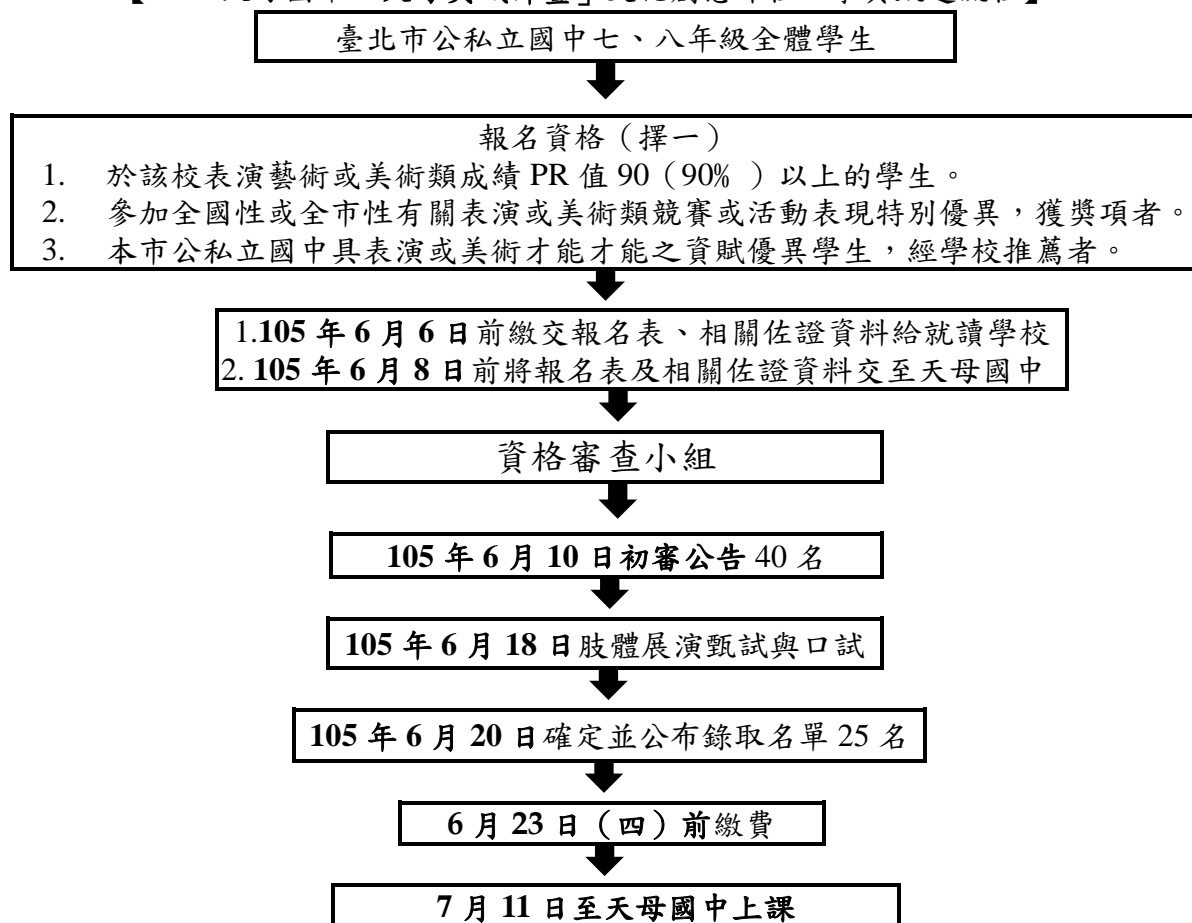 臺北市公私立國中七、八年級全體學生
報名資格（擇一）
1. 於該校表演藝術或美術類成績 PR 值 90（90% ）以上的學生。
2. 參加全國性或全市性有關表演或美術類競賽或活動表現特別優異，獲獎項者。
3. 本市公私立國中具表演或美術才能才能之資賦優異學生，經學校推薦者。
1.105 年 6 月 6 日前繳交報名表、相關佐證資料給就讀學校
2. 105 年 6 月 8 日前將報名表及相關佐證資料交至天母國中
資格審查小組
105 年 6 月 10 日初審公告 40 名
105 年 6 月 18 日肢體展演甄試與口試
105 年 6 月 20 日確定並公布錄取名單 25 名
6 月 23 日（四）前繳費
7 月 11 日至天母國中上課